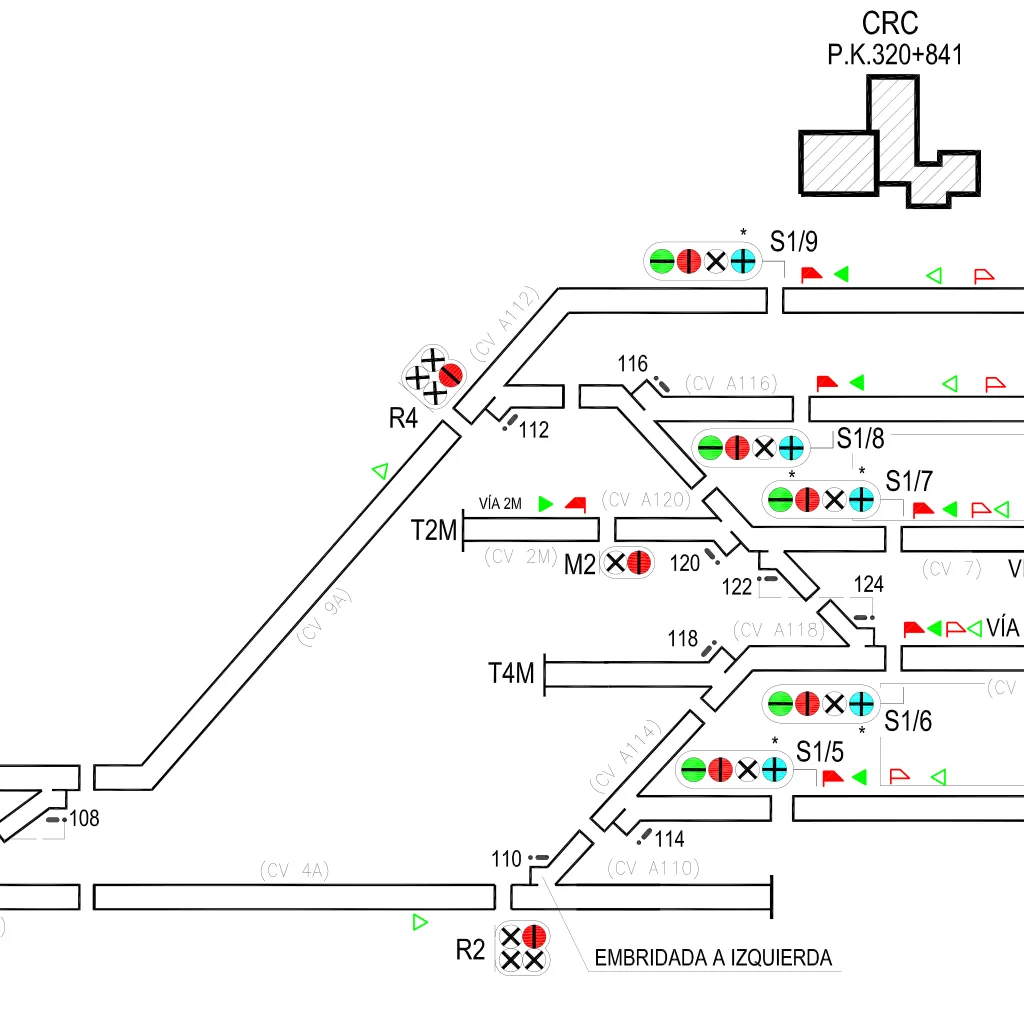 CRC
P.K.320+841
*
S1/9
(CV A112)
116
(CV A116)
R4
112
S1/8
*
*
S1/7
VÍA 2M
(CV A120)
T2M
(CV 2M)
M2
120
(CV 7)
122
124
(CV 9A)
118
(CV A118)
VÍA
T4M
(CV
S1/6
*
(CV A114)
*
S1/5
108
114
110
(CV 4A)
(CV A110)
R2
EMBRIDADA A IZQUIERDA